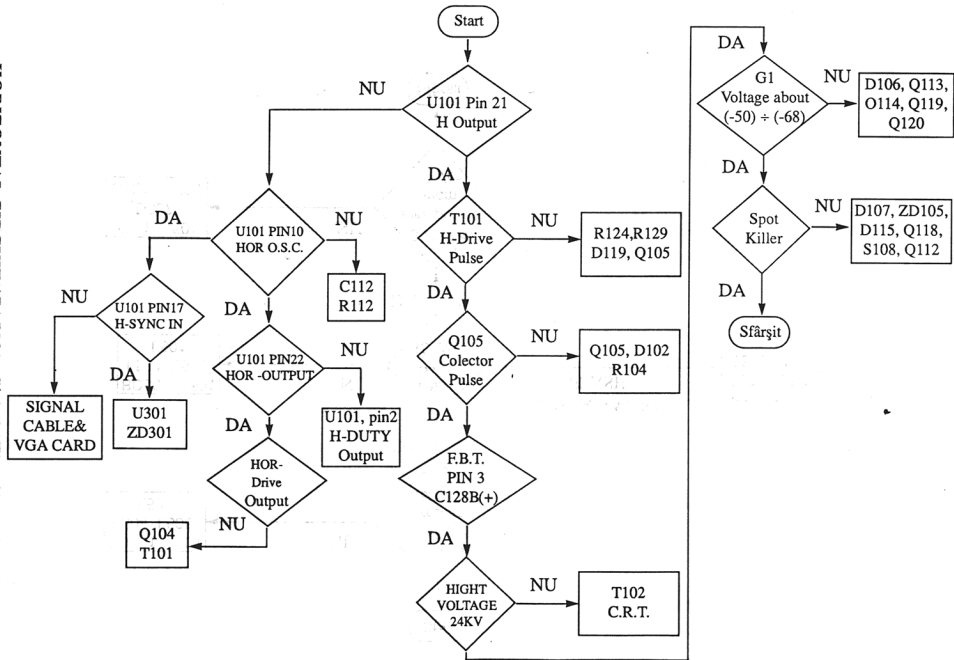 Start
U101 Pin 21
H Output
NU
DA
U101 PIN10
HOR O.S.C.
DA
NU
C112
R112
DA
U101 PIN17
H-SYNC IN
NU
DA
SIGNAL
CABLE&
VGA CARD
U301
ZD301
U101 PIN22
HOR -OUTPUT
NU
DA
U101, pin2
H-DUTY
Output
HOR-
Drive
Output
NU
Q104
T101
T101
H-Drive
Pulse
NU
R124,R129
D119, Q105
DA
Q105
Colector
Pulse
NU
Q105, D102
R104
DA
F.B.T.
PIN 3
C128B(+)
DA
HIGHT
VOLTAGE
24KV
NU
T102
C.R.T.
DA
G1
Voltage about
(-50) ÷ (-68)
NU
D106, Q113,
O114, Q119,
Q120
DA
Spot
Killer
NU
D107, ZD105,
D115, Q118,
S108, Q112
DA
Sfârşit